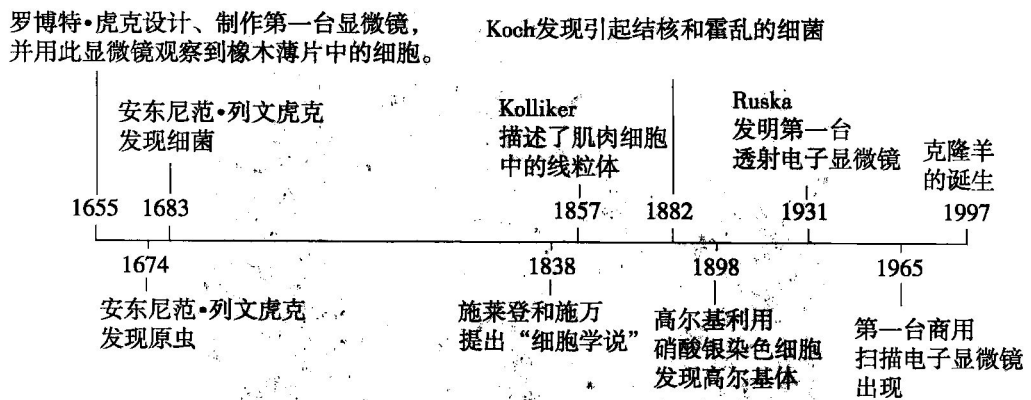 罗博特•虎克设计、制作第一台显微镜，
并用此显微镜观察到橡木薄片中的细胞。
Koch发现引起结核和霍乱的细菌
安东尼范•列文虎克
发现细菌
Kolliker
描述了肌肉细胞
中的线粒体
Ruska
发明第一台
透射电子显微镜
克隆羊
的诞生
1655
1683
1857
1882
1931
1997
1674
1838
1898
1965
安东尼范•列文虎克
发现原虫
施莱登和施万
提出“细胞学说”
高尔基利用
硝酸银染色细胞
发现高尔基体
第一台商用
扫描电子显微镜
出现